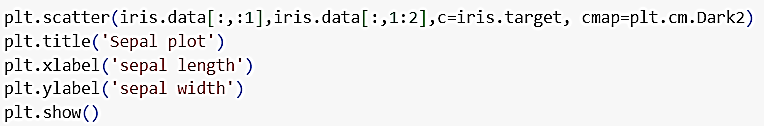 plt.scatter(iris.data[:,:1],iris.data[:,1:2],c=iris.target, cmap=plt.cm.Dark2)
plt.title('Sepal plot')
plt.xlabel('sepal length')
plt.ylabel('sepal width')
plt.show()